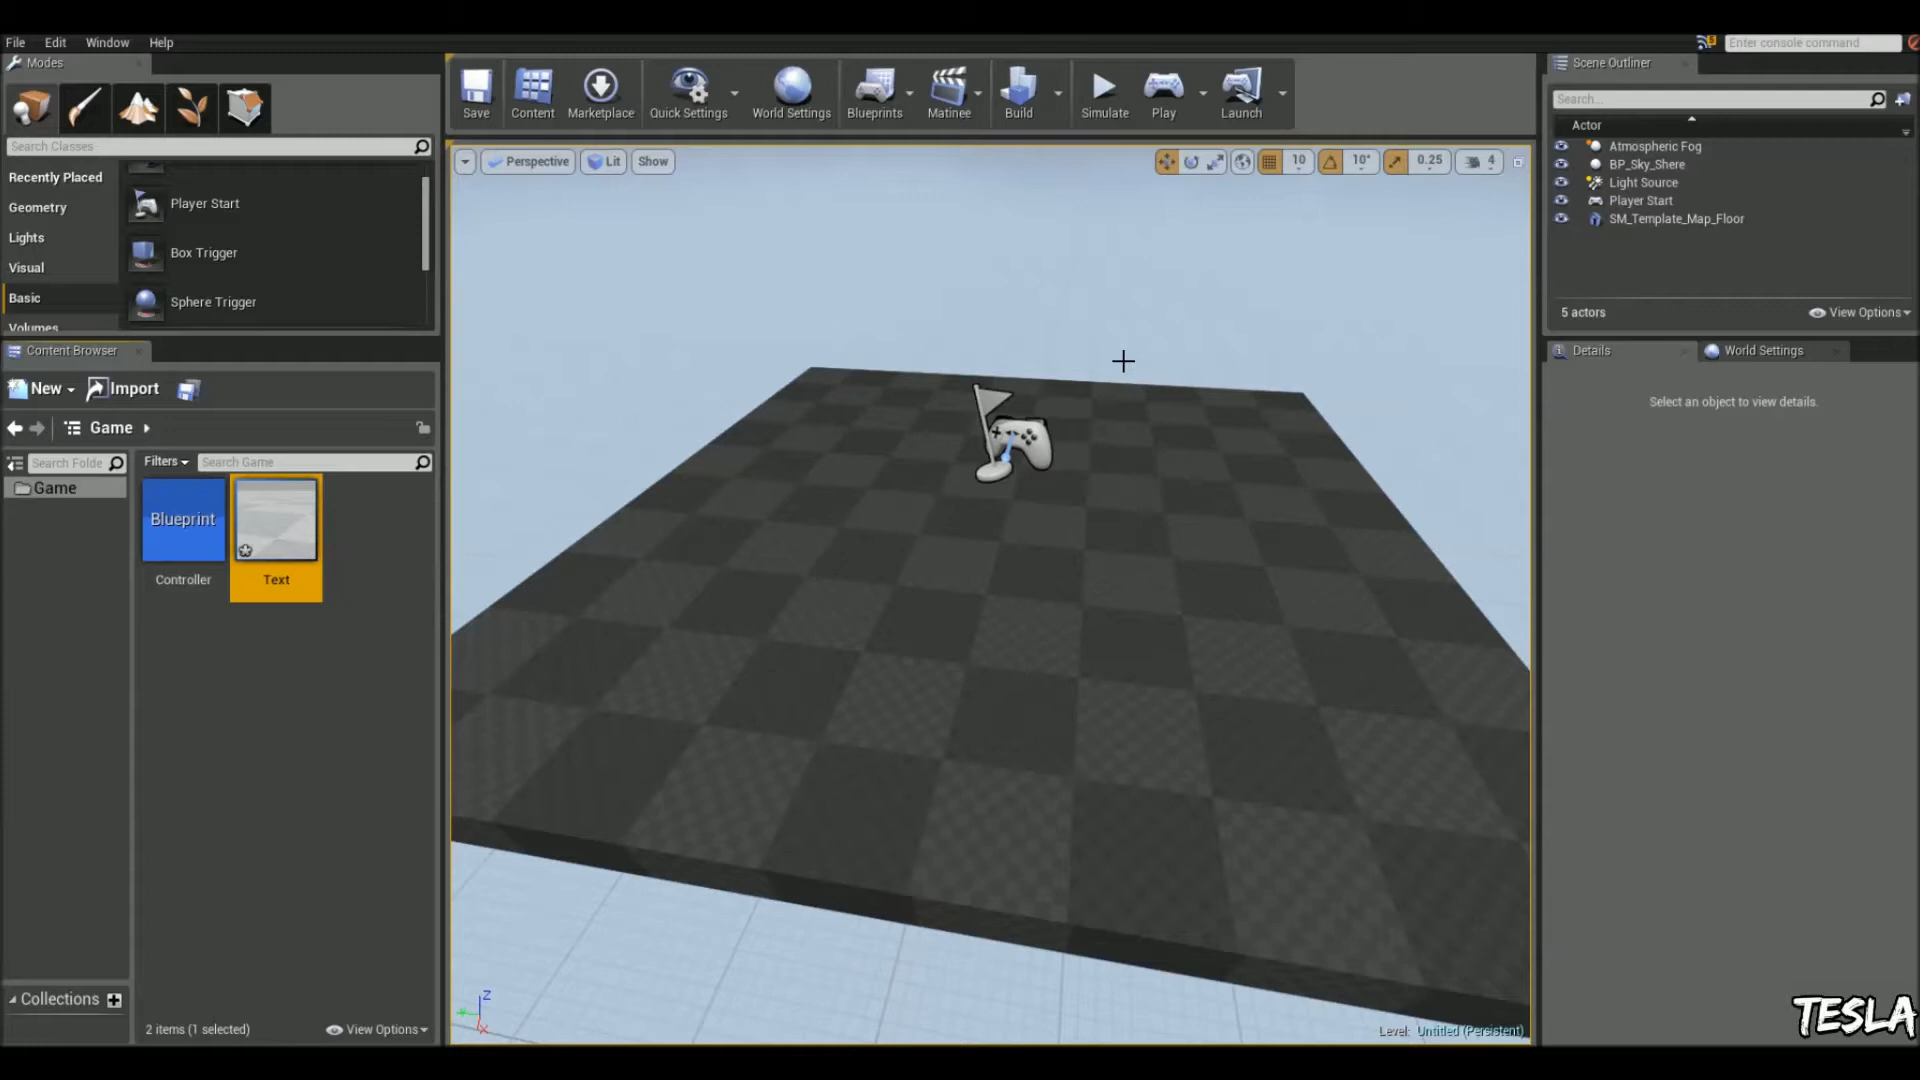 File Edit Window Help
Enter console command
Modes
Scene Outliner
Save Content Marketplace Quick Settings World Settings Blueprints Matinee Build Simulate Play Launch
Search...
Search Classes
Actor
Recently Placed
Geometry
Lights
Visual
Basic
Volumes
Player Start
Box Trigger
Sphere Trigger
Perspective Lit Show
10 10° 0.25 4
Atmospheric Fog
BP_Sky_Shere
Light Source
Player Start
SM_Template_Map_Floor
5 actors View Options
Content Browser
Details World Settings
Select an object to view details.
New Import
Game
Search Folde Filters Search Game
Game
Blueprint
Controller Text
Collections
2 items (1 selected) View Options
Z
X
Level: Untitled (Persistent)
TESLA